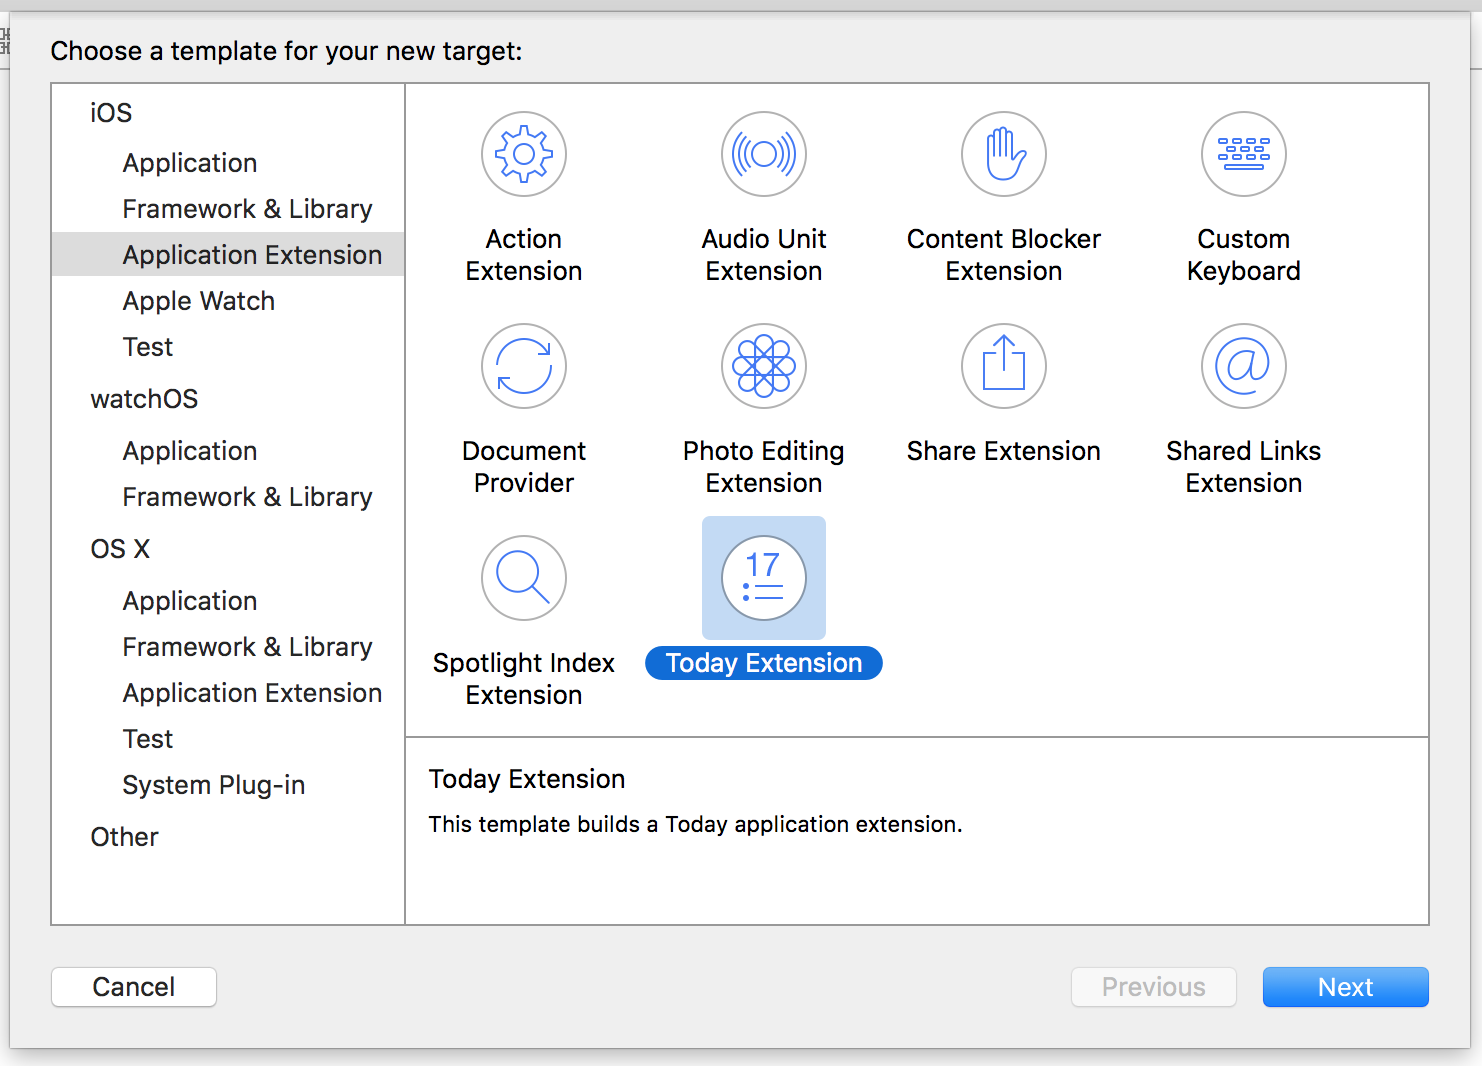 Choose a template for your new target:
iOS
Application
Framework & Library
Application Extension
Apple Watch
Test
watchOS
Application
Framework & Library
OS X
Application
Framework & Library
Application Extension
Test
System Plug-in
Other
Action
Extension
Audio Unit
Extension
Content Blocker
Extension
Custom
Keyboard
Document
Provider
Photo Editing
Extension
Share Extension
@
Shared Links
Extension
Spotlight Index
Extension
17
Today Extension
Today Extension
This template builds a Today application extension.
Cancel
Previous
Next